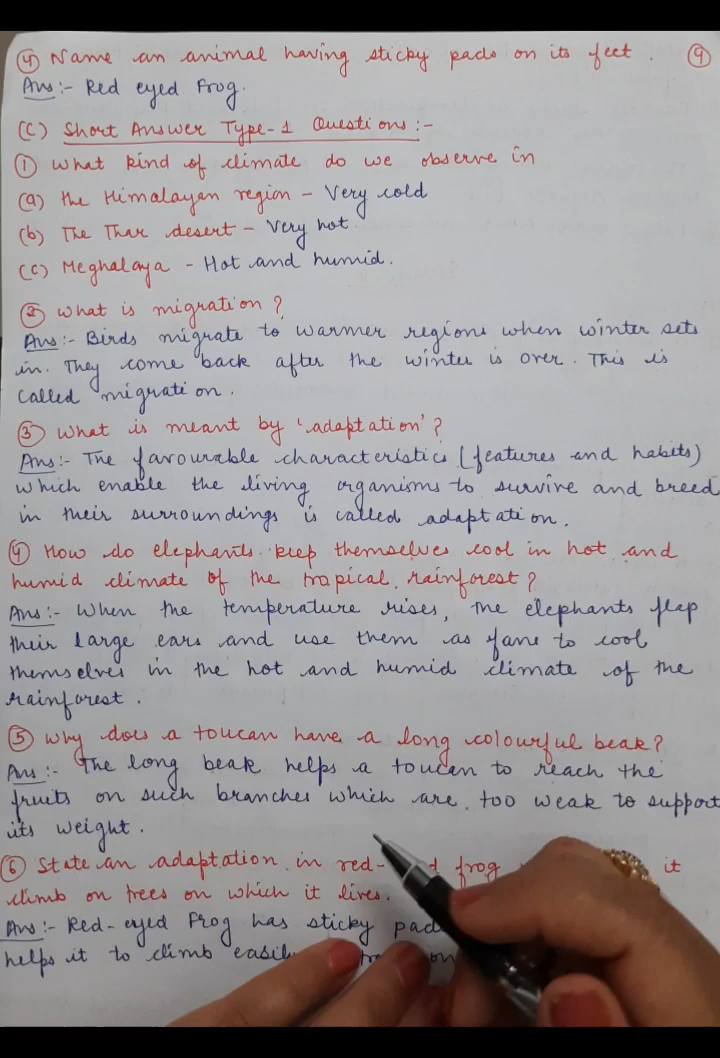 ④ Name an animal having sticky pads on its feet. ⑨
Ans:- Red eyed Frog.
(C) Short Answer Type-1 Questions:-
① What kind of climate do we observe in
(a) the Himalayan region - Very cold
(b) The Thar desert - Very hot.
(c) Meghalaya - Hot and humid.
② What is migration?
Ans:- Birds migrate to warmer regions when winter sets
in. They come back after the winter is over. This is
called migration.
③ What is meant by 'adaptation'?
Ans:- The favourable characteristics (features and habits)
which enable the living organisms to survive and breed
in their surroundings is called adaptation.
④ How do elephants keep themselves cool in hot and
humid climate of the tropical rainforest?
Ans:- When the temperature rises, the elephants flap
their large ears and use them as fans to cool
themselves in the hot and humid climate of the
rainforest.
⑤ Why does a toucan have a long colourful beak?
Ans:- The long beak helps a toucan to reach the
fruits on such branches which are too weak to support
its weight.
⑥ State an adaptation in red- frog it
climb on trees on which it lives.
Ans:- Red-eyed Frog has sticky pads
helps it to climb easily on